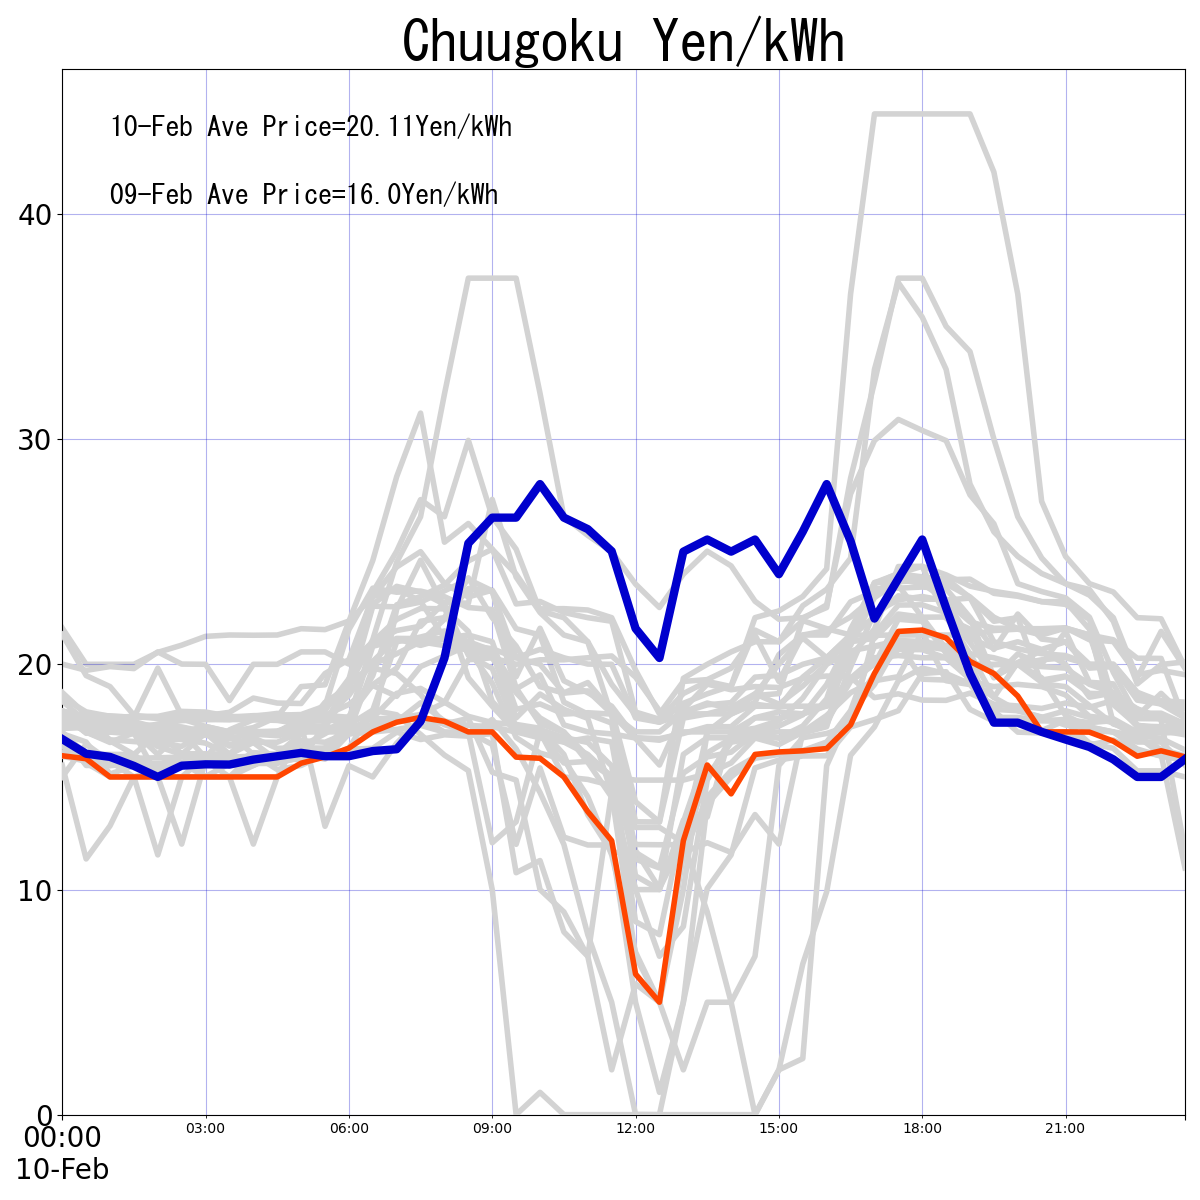 Chuugoku Yen/kWh
10-Feb Ave Price=20.11Yen/kWh
09-Feb Ave Price=16.0Yen/kWh
40
30
20
10
0
00:00 03:00 06:00 09:00 12:00 15:00 18:00 21:00
10-Feb